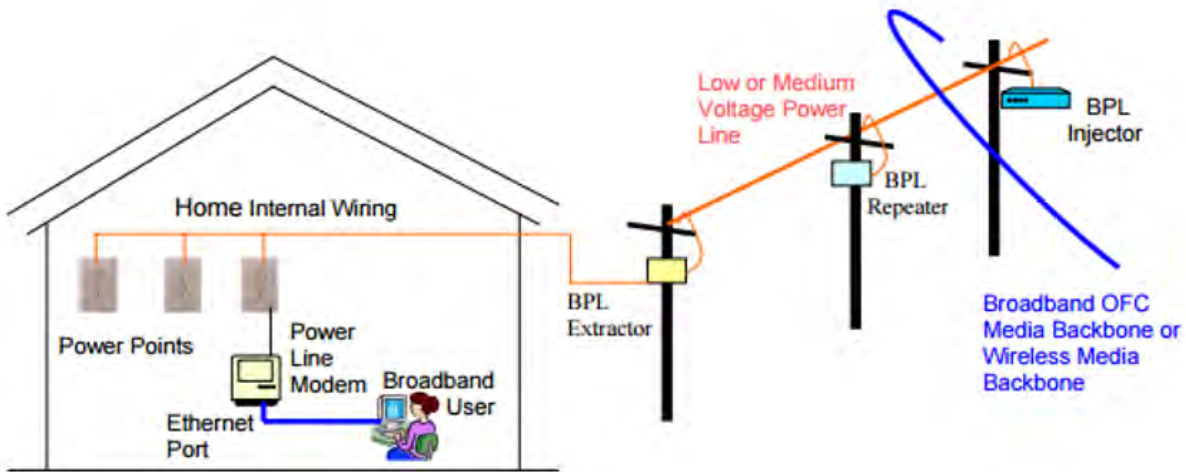 Low or Medium
Voltage Power
Line
BPL
Injector
BPL
Repeater
Home Internal Wiring
BPL
Extractor
Broadband OFC
Media Backbone or
Wireless Media
Backbone
Power Points
Power
Line
Modem
Broadband
User
Ethernet
Port